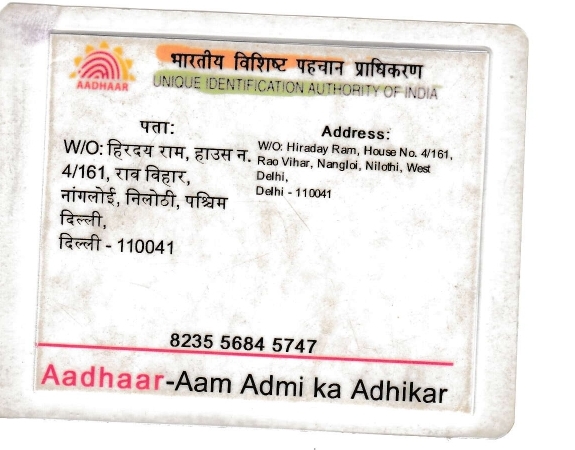 भारतीय विशिष्ट पहचान प्राधिकरण
AADHAAR
UNIQUE IDENTIFICATION AUTHORITY OF INDIA
पता:
W/O: हिरदय राम, हाउस न.
4/161, राव विहार,
नांगलोई, निलोठी, पश्चिम
दिल्ली,
दिल्ली - 110041
Address:
W/O: Hiraday Ram, House No. 4/161,
Rao Vihar, Nangloi, Nilothi, West
Delhi,
Delhi - 110041
8235 5684 5747
Aadhaar-Aam Admi ka Adhikar